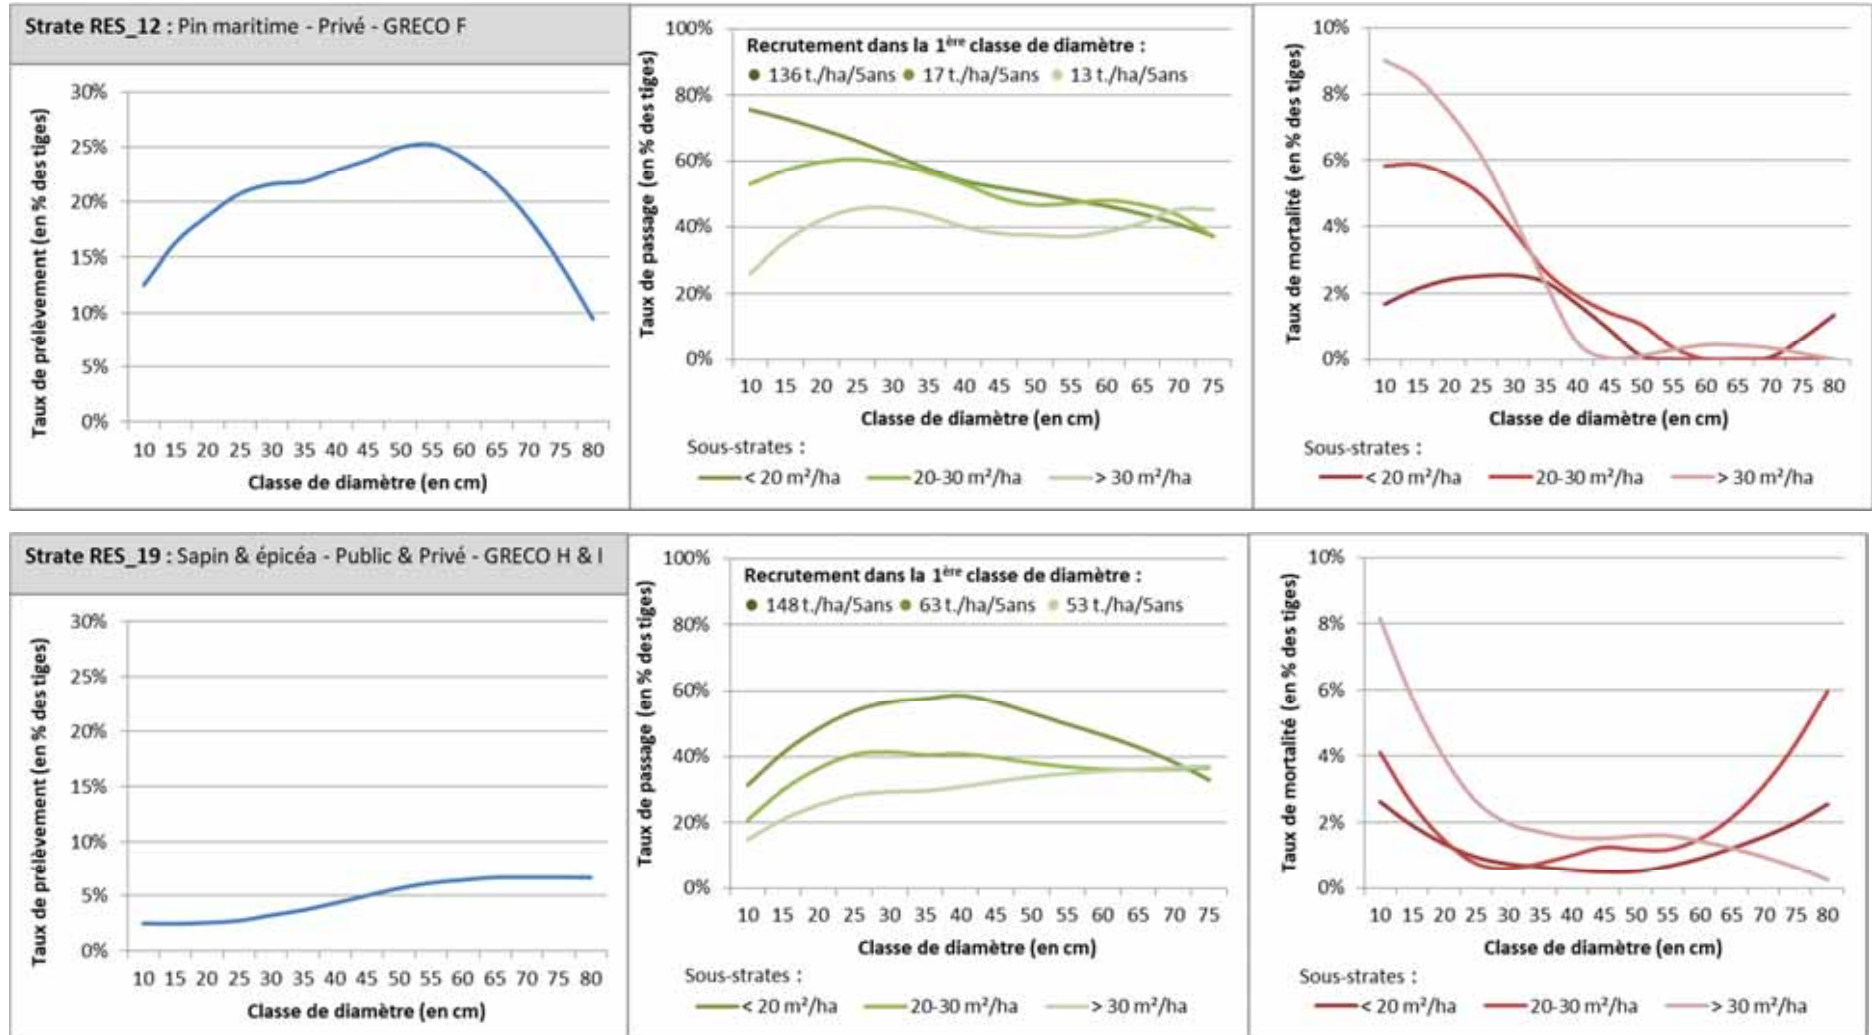 Strate RES_12 : Pin maritime - Privé - GRECO F
Taux de prélèvement (en % des tiges)
30%
25%
20%
15%
10%
5%
0%
10 15 20 25 30 35 40 45 50 55 60 65 70 75 80
Classe de diamètre (en cm)
Taux de passage (en % des tiges)
100%
80%
60%
40%
20%
0%
Recrutement dans la 1ère classe de diamètre :
136 t./ha/5ans 17 t./ha/5ans 13 t./ha/5ans
10 15 20 25 30 35 40 45 50 55 60 65 70 75
Classe de diamètre (en cm)
Sous-strates :
< 20 m²/ha 20-30 m²/ha > 30 m²/ha
Taux de mortalité (en % des tiges)
10%
8%
6%
4%
2%
0%
10 15 20 25 30 35 40 45 50 55 60 65 70 75 80
Classe de diamètre (en cm)
Sous-strates :
< 20 m²/ha 20-30 m²/ha > 30 m²/ha
Strate RES_19 : Sapin & épicéa - Public & Privé - GRECO H & I
Taux de prélèvement (en % des tiges)
30%
25%
20%
15%
10%
5%
0%
10 15 20 25 30 35 40 45 50 55 60 65 70 75 80
Classe de diamètre (en cm)
Taux de passage (en % des tiges)
100%
80%
60%
40%
20%
0%
Recrutement dans la 1ère classe de diamètre :
148 t./ha/5ans 63 t./ha/5ans 53 t./ha/5ans
10 15 20 25 30 35 40 45 50 55 60 65 70 75
Classe de diamètre (en cm)
Sous-strates :
< 20 m²/ha 20-30 m²/ha > 30 m²/ha
Taux de mortalité (en % des tiges)
10%
8%
6%
4%
2%
0%
10 15 20 25 30 35 40 45 50 55 60 65 70 75 80
Classe de diamètre (en cm)
Sous-strates :
< 20 m²/ha 20-30 m²/ha > 30 m²/ha